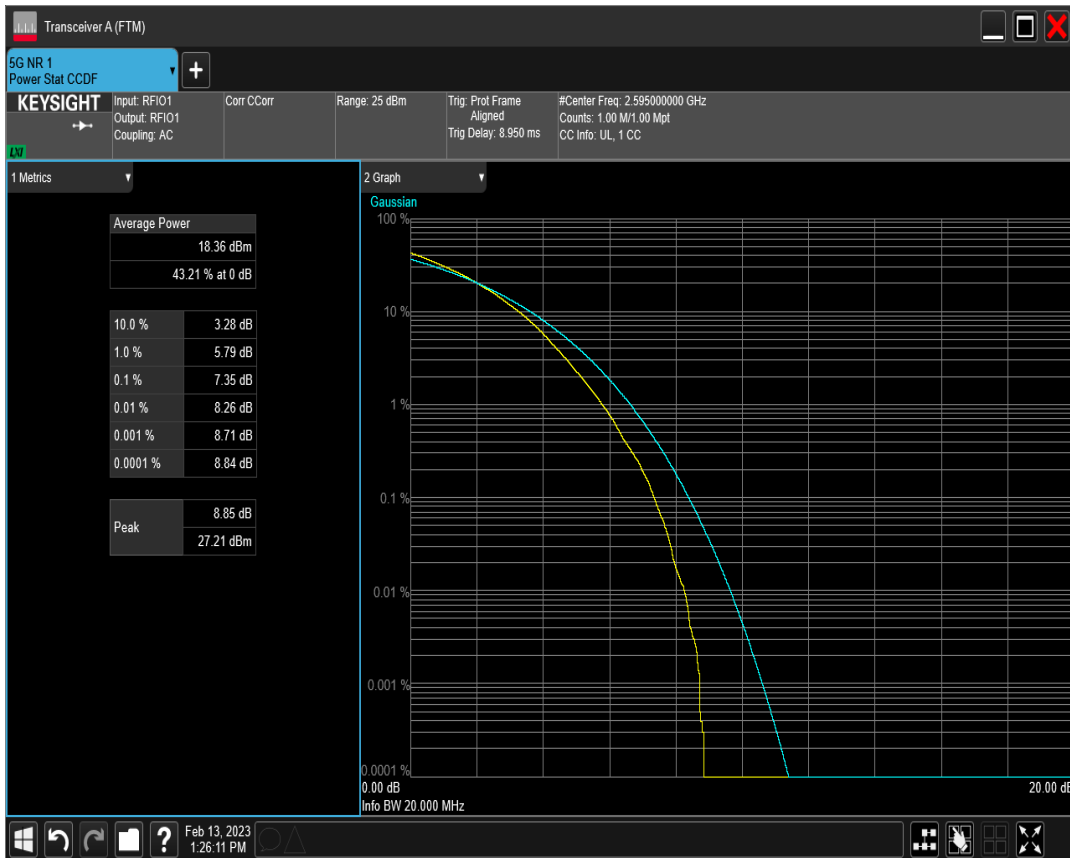 Transceiver A (FTM)
5G NR 1
Power Stat CCDF
+
KEYSIGHT
LXI
Input: RFIO1
Output: RFIO1
Coupling: AC
Corr CCorr
Range: 25 dBm
Trig: Prot Frame
Aligned
Trig Delay: 8.950 ms
#Center Freq: 2.595000000 GHz
Counts: 1.00 M/1.00 Mpt
CC Info: UL, 1 CC
1 Metrics
Average Power
18.36 dBm
43.21 % at 0 dB
10.0 % 3.28 dB
1.0 % 5.79 dB
0.1 % 7.35 dB
0.01 % 8.26 dB
0.001 % 8.71 dB
0.0001 % 8.84 dB
Peak 8.85 dB
27.21 dBm
2 Graph
Gaussian
100 %
10 %
1 %
0.1 %
0.01 %
0.001 %
0.0001 %
0.00 dB 20.00 dB
Info BW 20.000 MHz
? Feb 13, 2023
1:26:11 PM